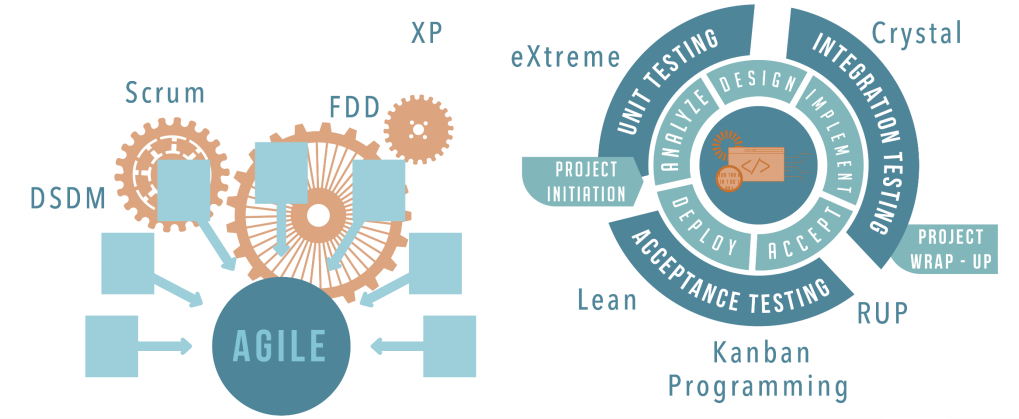 XP
Scrum
FDD
DSDM
AGILE
eXtreme
Crystal
UNIT TESTING
INTEGRATION TESTING
ACCEPTANCE TESTING
ANALYZE
DESIGN
IMPLEMENT
ACCEPT
DEPLOY
</>
PROJECT
INITIATION
PROJECT
WRAP - UP
Lean
RUP
Kanban
Programming